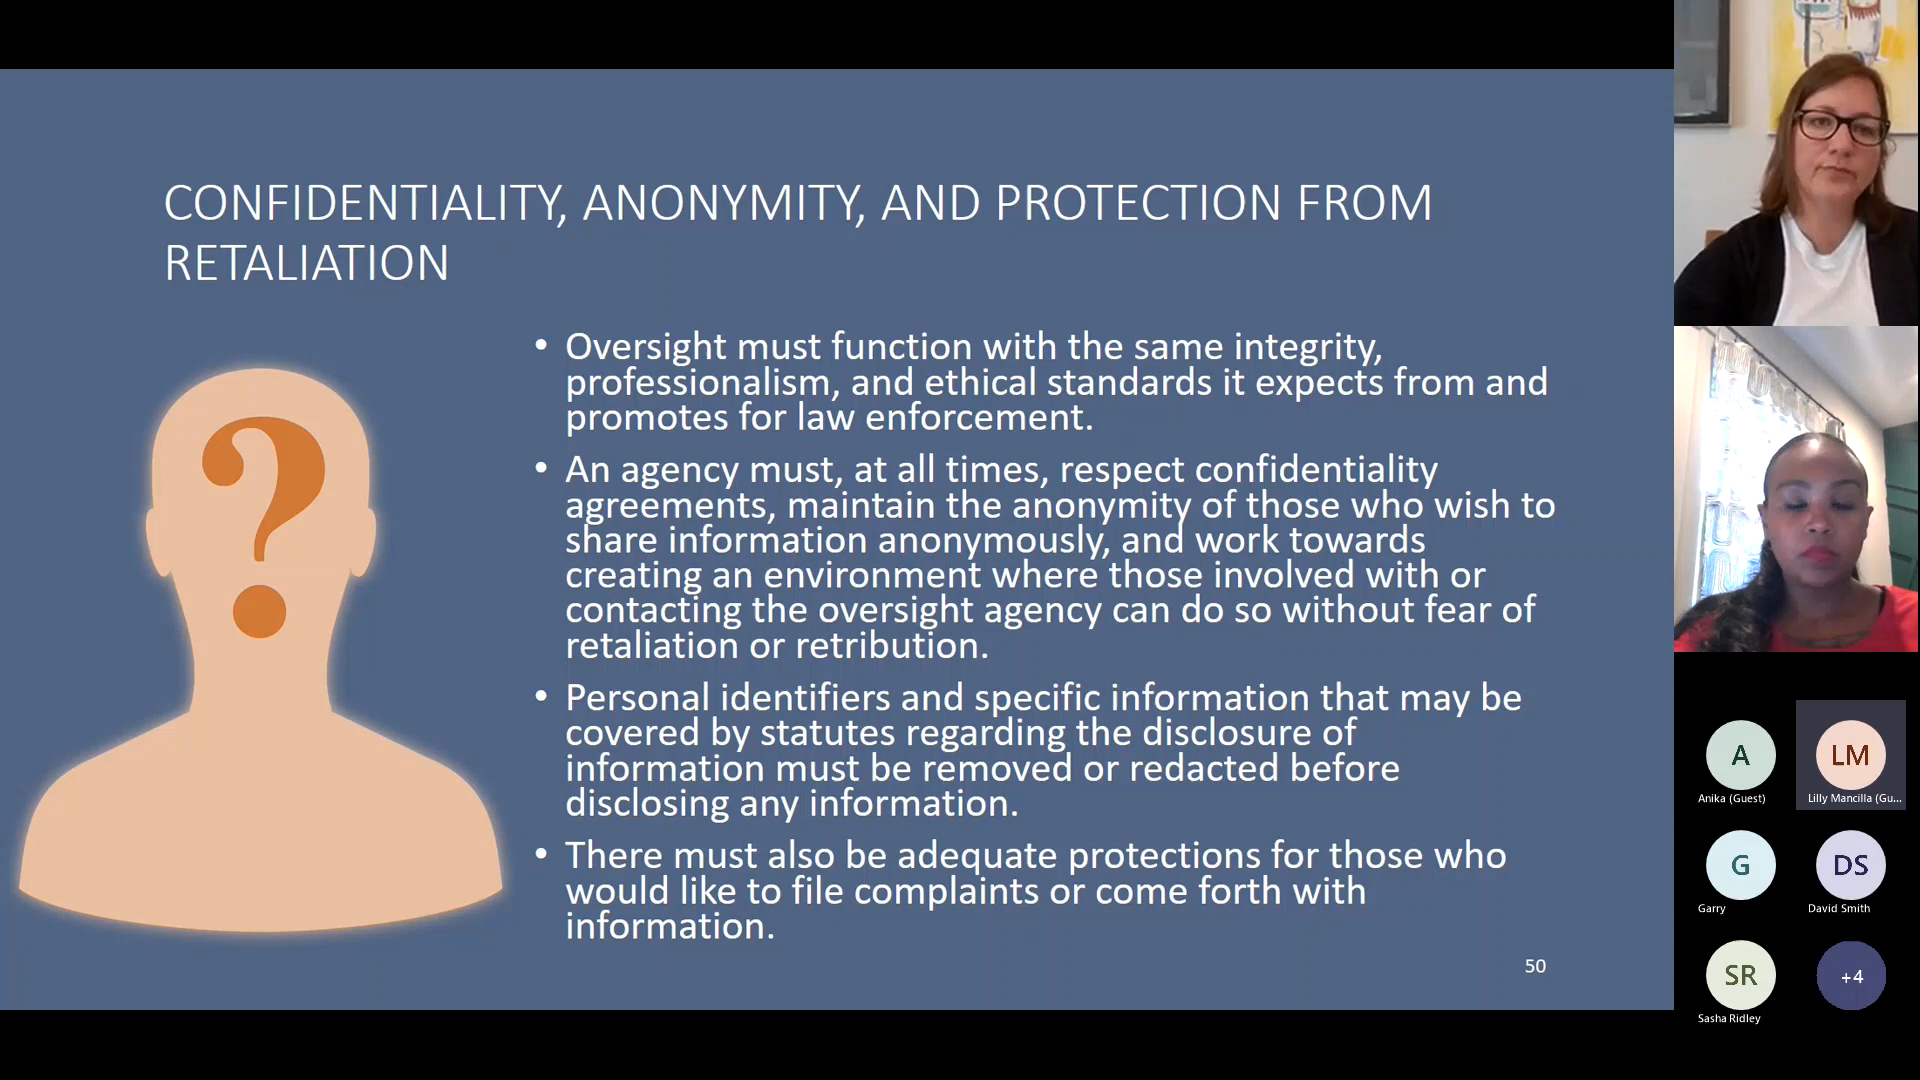 CONFIDENTIALITY, ANONYMITY, AND PROTECTION FROM
RETALIATION
?
• Oversight must function with the same integrity,
professionalism, and ethical standards it expects from and
promotes for law enforcement.
• An agency must, at all times, respect confidentiality
agreements, maintain the anonymity of those who wish to
share information anonymously, and work towards
creating an environment where those involved with or
contacting the oversight agency can do so without fear of
retaliation or retribution.
• Personal identifiers and specific information that may be
covered by statutes regarding the disclosure of
information must be removed or redacted before
disclosing any information.
• There must also be adequate protections for those who
would like to file complaints or come forth with
information.
50
A
Anika (Guest)
LM
Lilly Mancilla (Gu...
G
Garry
DS
David Smith
SR
Sasha Ridley
+4